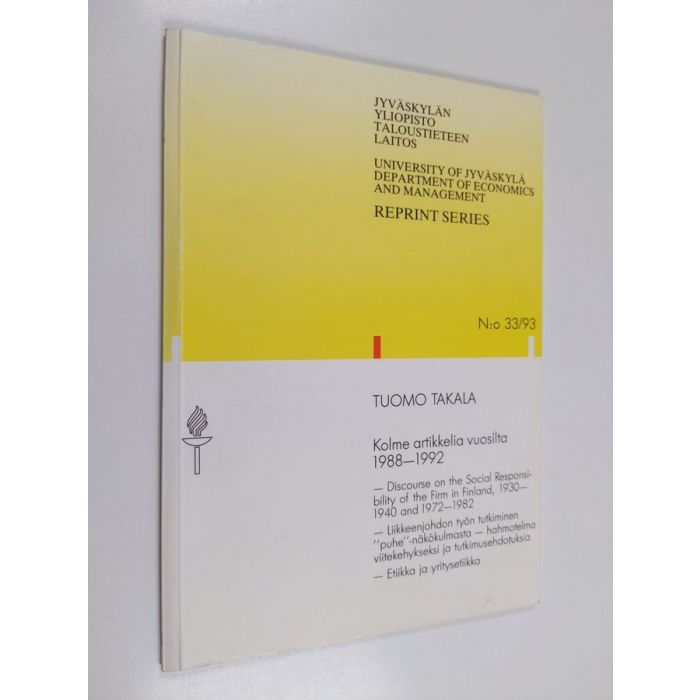 JYVÄSKYLÄN
YLIOPISTO
TALOUSTIETEEN
LAITOS
UNIVERSITY OF JYVÄSKYLÄ
DEPARTMENT OF ECONOMICS
AND MANAGEMENT
REPRINT SERIES
N:o 33/93
TUOMO TAKALA
Kolme artikkelia vuosilta
1988—1992
— Discourse on the Social Responsi-
bility of the Firm in Finland, 1930—
1940 and 1972—1982
— Liikkeenjohdon työn tutkiminen
"puhe"-näkökulmasta — hahmotelma
viitekehykseksi ja tutkimusehdotuksia
— Etiikka ja yritysetiikka